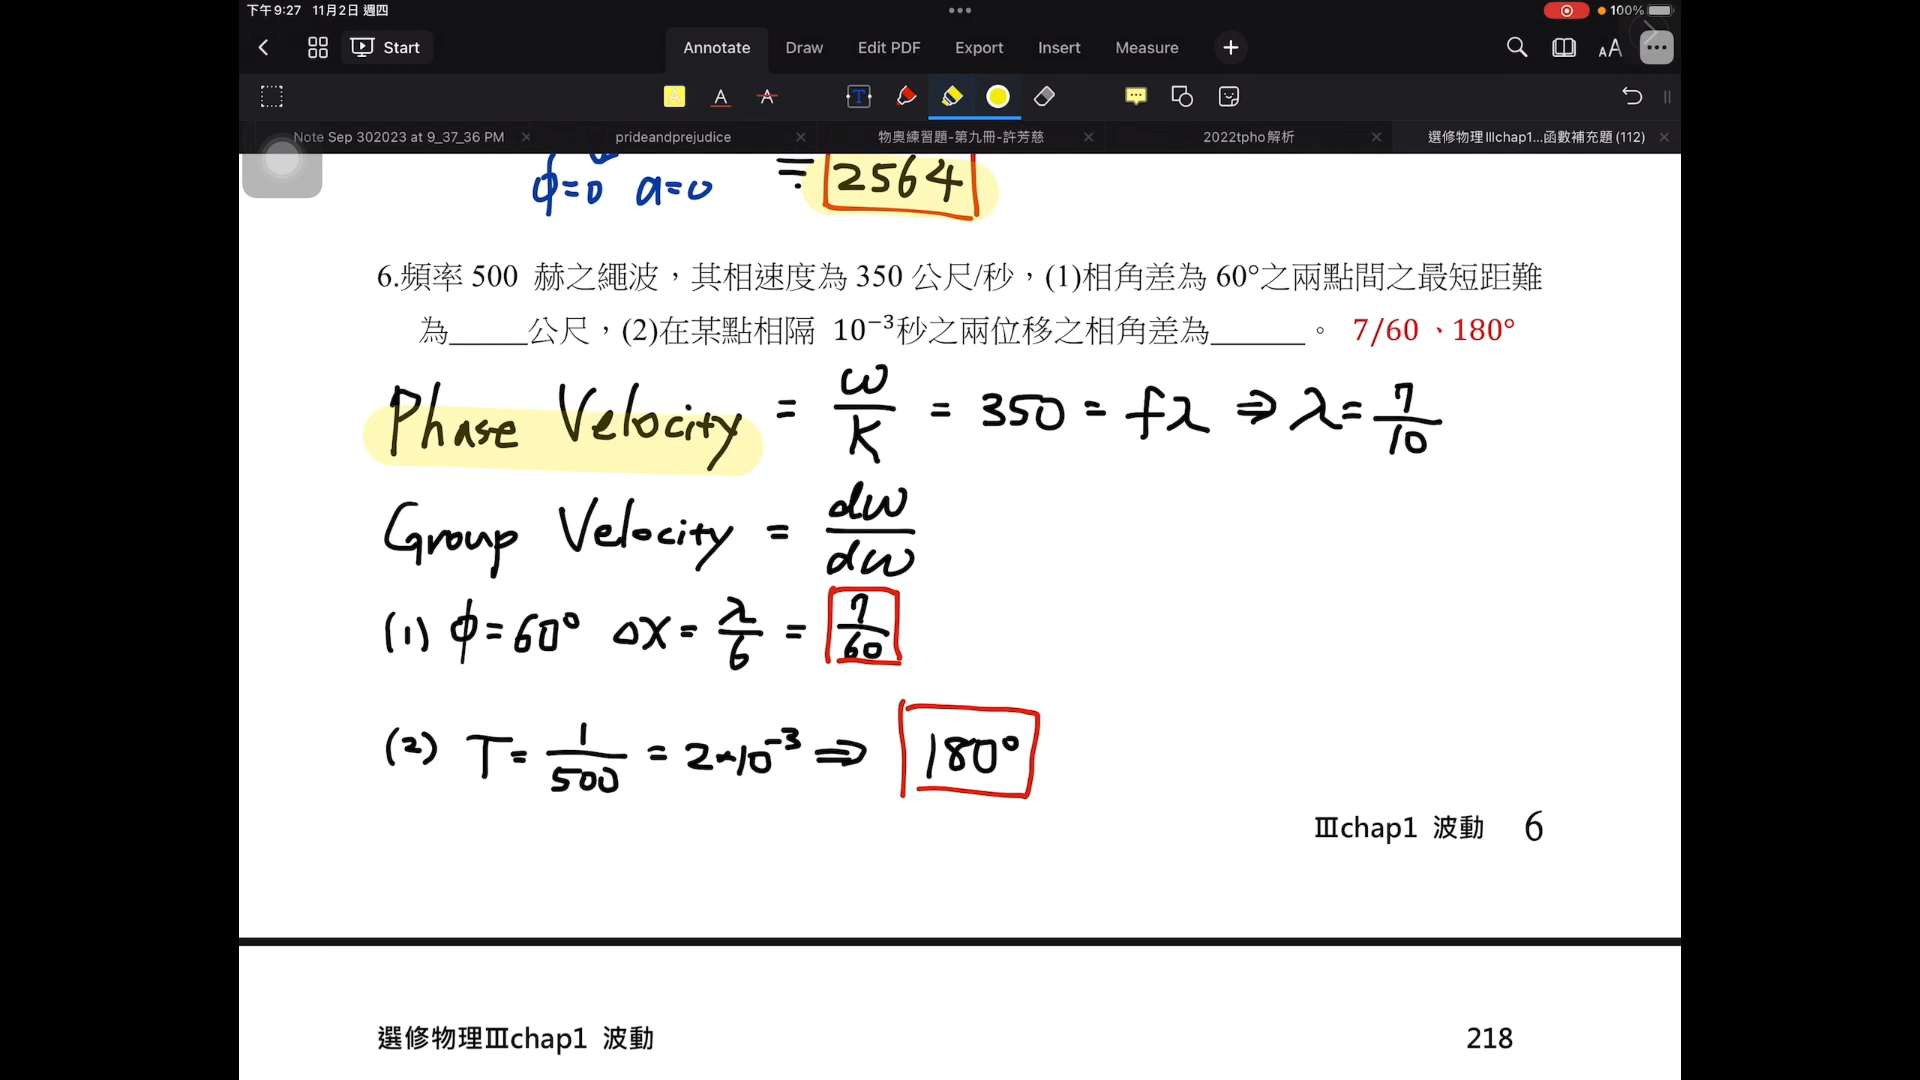 下午9:27 11月2日 週四 100%
Start Annotate Draw Edit PDF Export Insert Measure
Note Sep 302023 at 9_37_36 PM prideandprejudice 物奧練習題-第九冊-許芳慈 2022tpho解析 選修物理Ⅲchap1...函數補充題 (112)
ϕ=0 a=0 ≒ 2564
6.頻率 500 赫之繩波，其相速度為 350 公尺/秒，(1)相角差為 60°之兩點間之最短距難
為_____公尺，(2)在某點相隔 10⁻³秒之兩位移之相角差為______。 7/60、180°
Phase Velocity = ω/K = 350 = fλ ⇒ λ = 7/10
Group Velocity = dω/dω
(1) ϕ = 60° ΔX = λ/6 = 7/60
(2) T = 1/500 = 2×10⁻³ ⇒ 180°
Ⅲchap1 波動 6
選修物理Ⅲchap1 波動 218